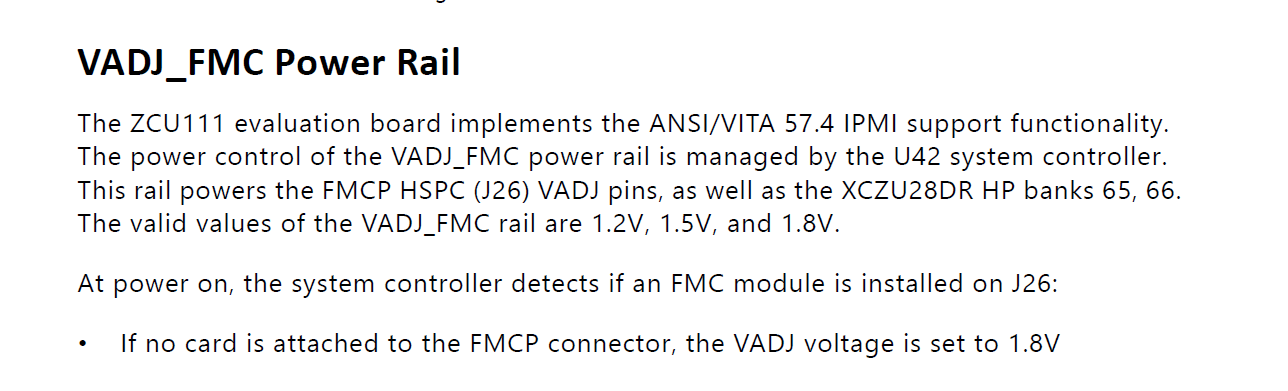 VADJ_FMC Power Rail
The ZCU111 evaluation board implements the ANSI/VITA 57.4 IPMI support functionality.
The power control of the VADJ_FMC power rail is managed by the U42 system controller.
This rail powers the FMCP HSPC (J26) VADJ pins, as well as the XCZU28DR HP banks 65, 66.
The valid values of the VADJ_FMC rail are 1.2V, 1.5V, and 1.8V.
At power on, the system controller detects if an FMC module is installed on J26:
• If no card is attached to the FMCP connector, the VADJ voltage is set to 1.8V